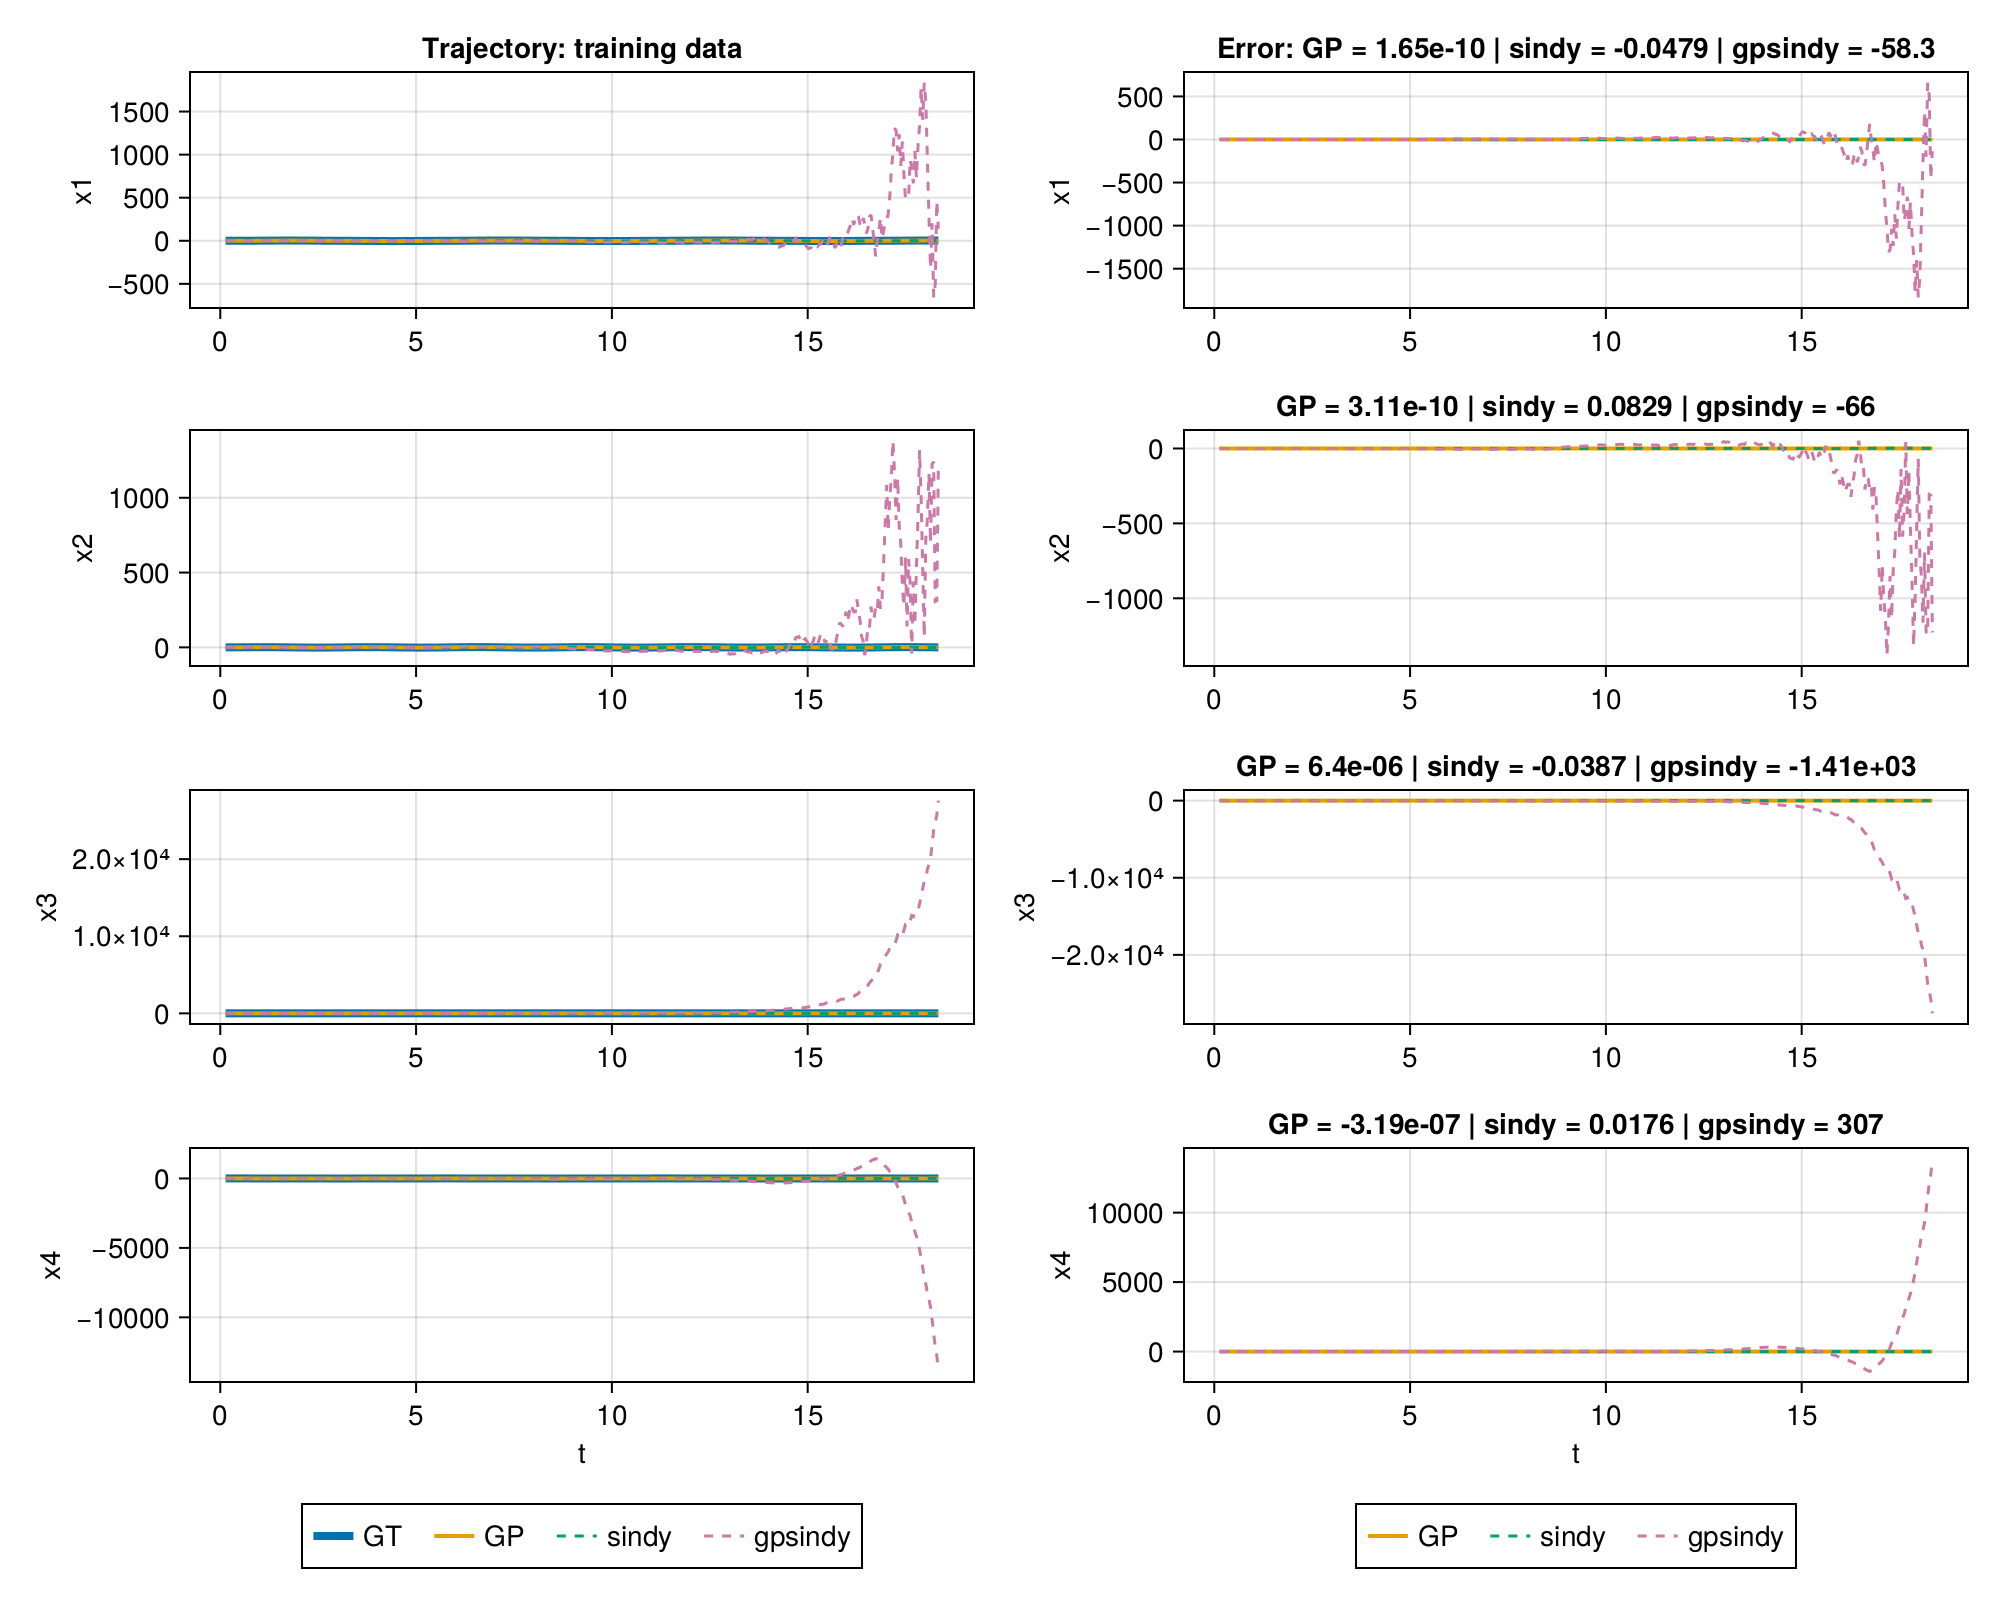 Trajectory: training data
x1
1500
1000
500
0
−500
0 5 10 15
Error: GP = 1.65e-10 | sindy = -0.0479 | gpsindy = -58.3
x1
500
0
−500
−1000
−1500
0 5 10 15
x2
1000
500
0
0 5 10 15
GP = 3.11e-10 | sindy = 0.0829 | gpsindy = -66
x2
0
−500
−1000
0 5 10 15
x3
2.0×10⁴
1.0×10⁴
0
0 5 10 15
GP = 6.4e-06 | sindy = -0.0387 | gpsindy = -1.41e+03
x3
0
−1.0×10⁴
−2.0×10⁴
0 5 10 15
x4
0
−5000
−10000
0 5 10 15
t
GP = -3.19e-07 | sindy = 0.0176 | gpsindy = 307
x4
10000
5000
0
0 5 10 15
t
GT GP sindy gpsindy
GP sindy gpsindy